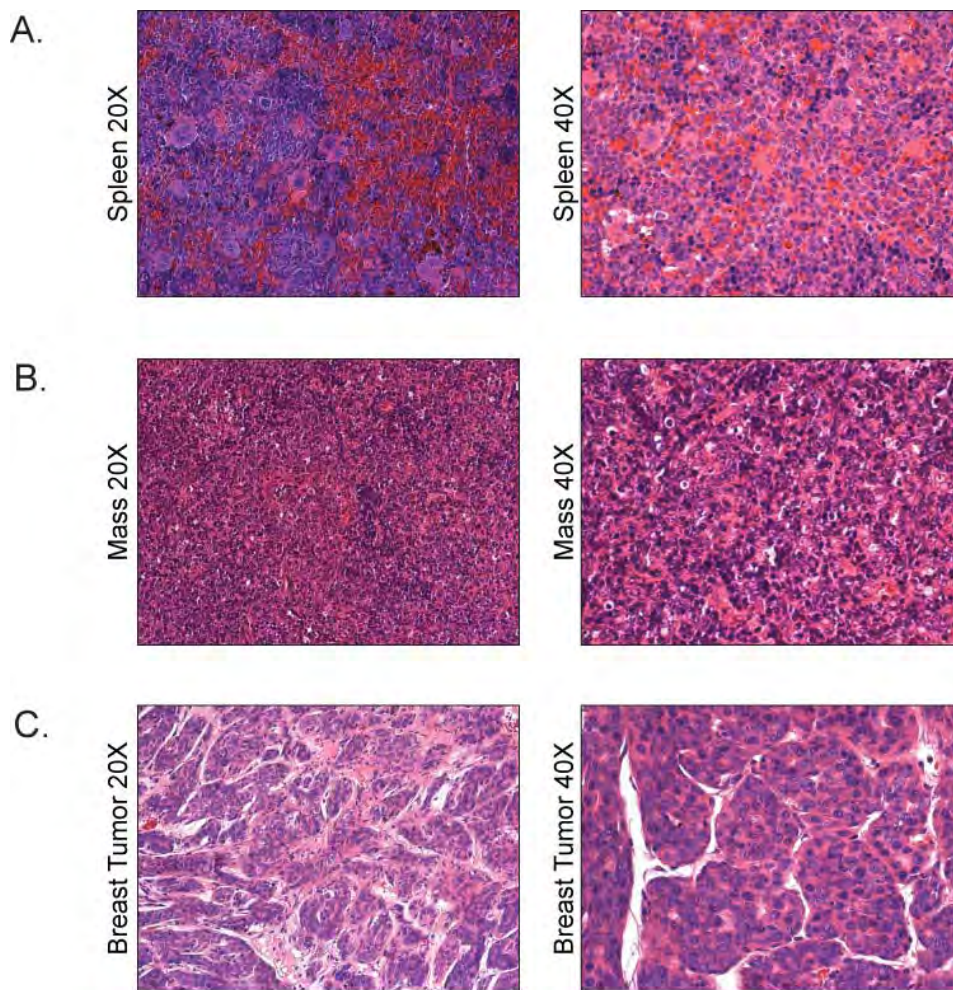 A.
Spleen 20X
Spleen 40X
B.
Mass 20X
Mass 40X
C.
Breast Tumor 20X
Breast Tumor 40X